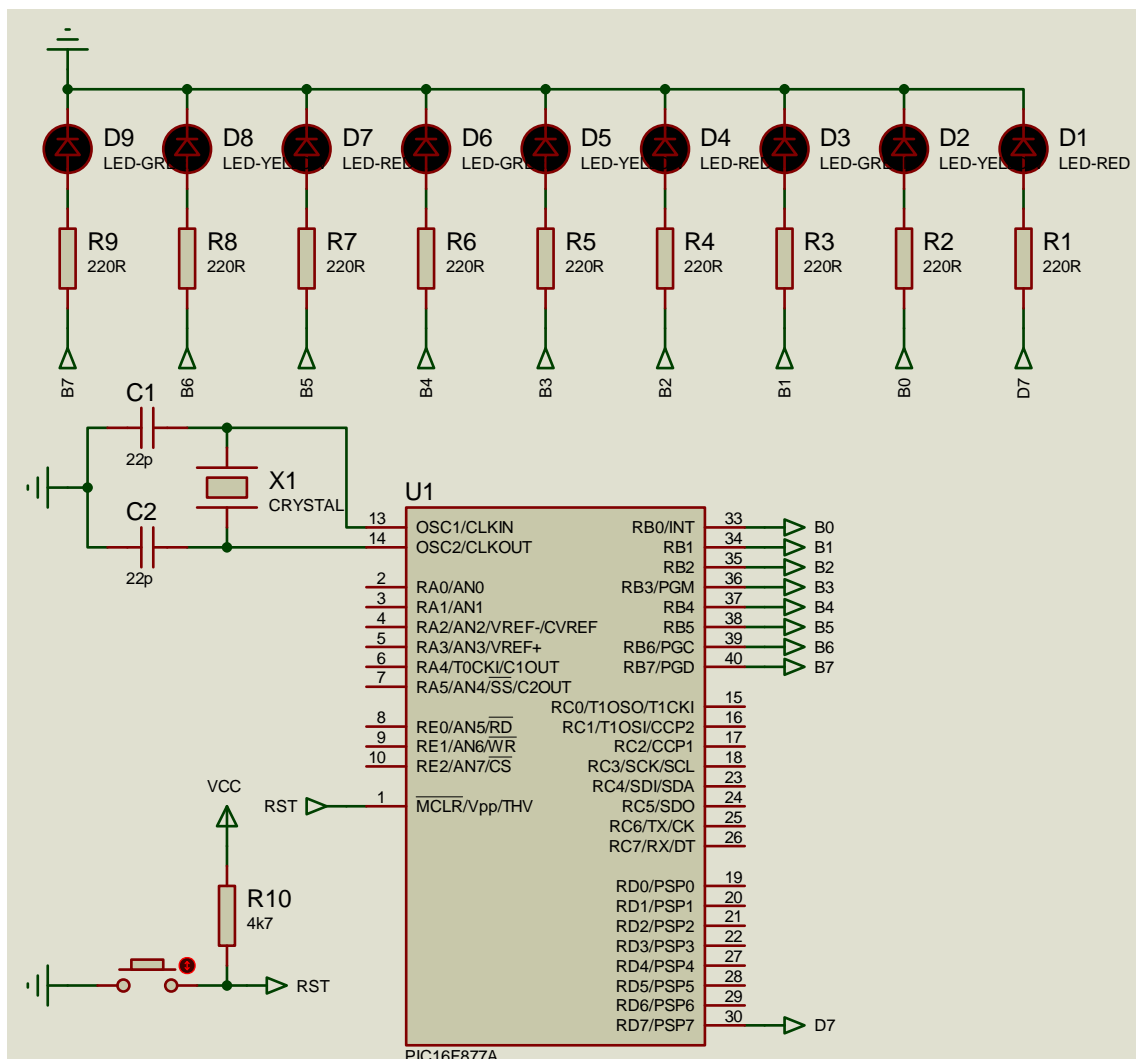 D9
LED-GRE
D8
LED-YE
D7
LED-RED
D6
LED-GRE
D5
LED-YE
D4
LED-RED
D3
LED-GRE
D2
LED-YE
D1
LED-RED
R9
220R
R8
220R
R7
220R
R6
220R
R5
220R
R4
220R
R3
220R
R2
220R
R1
220R
B7
B6
B5
B4
B3
B2
B1
B0
D7
C1
22p
X1
CRYSTAL
C2
22p
U1
13 OSC1/CLKIN
14 OSC2/CLKOUT
2 RA0/AN0
3 RA1/AN1
4 RA2/AN2/VREF-/CVREF
5 RA3/AN3/VREF+
6 RA4/T0CKI/C1OUT
7 RA5/AN4/SS/C2OUT
8 RE0/AN5/RD
9 RE1/AN6/WR
10 RE2/AN7/CS
RST 1 MCLR/Vpp/THV
RB0/INT 33 B0
RB1 34 B1
RB2 35 B2
RB3/PGM 36 B3
RB4 37 B4
RB5 38 B5
RB6/PGC 39 B6
RB7/PGD 40 B7
RC0/T1OSO/T1CKI 15
RC1/T1OSI/CCP2 16
RC2/CCP1 17
RC3/SCK/SCL 18
RC4/SDI/SDA 23
RC5/SDO 24
RC6/TX/CK 25
RC7/RX/DT 26
RD0/PSP0 19
RD1/PSP1 20
RD2/PSP2 21
RD3/PSP3 22
RD4/PSP4 27
RD5/PSP5 28
RD6/PSP6 29
RD7/PSP7 30 D7
PIC16F877A
VCC
R10
4k7
RST